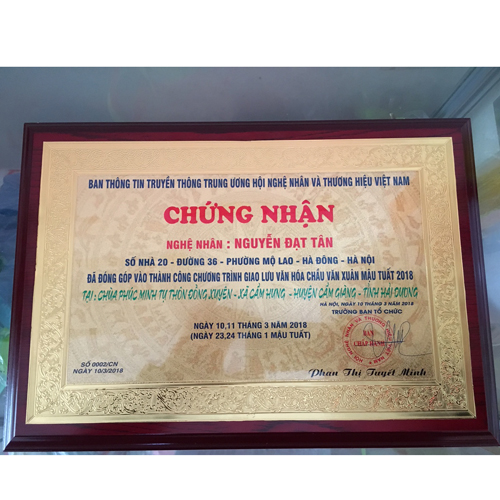 BAN THÔNG TIN TRUYỀN THÔNG TRUNG ƯƠNG HỘI NGHỆ NHÂN VÀ THƯƠNG HIỆU VIỆT NAM
CHỨNG NHẬN
NGHỆ NHÂN : NGUYỄN ĐẠT TÂN
SỐ NHÀ 20 - ĐƯỜNG 36 - PHƯỜNG MỘ LAO - HÀ ĐÔNG - HÀ NỘI
ĐÃ ĐÓNG GÓP VÀO THÀNH CÔNG CHƯƠNG TRÌNH GIAO LƯU VĂN HÓA CHẦU VĂN XUÂN MẬU TUẤT 2018
TẠI : CHÙA PHÚC MINH TỰ THÔN ĐÔNG XUYÊN - XÃ CẨM HƯNG - HUYỆN CẨM GIÀNG - TỈNH HẢI DƯƠNG
HÀ NỘI, NGÀY 10 THÁNG 3 NĂM 2018
TRƯỞNG BAN TỔ CHỨC
BAN
CHẤP HÀNH
NGÀY 10,11 THÁNG 3 NĂM 2018
(NGÀY 23,24 THÁNG 1 MẬU TUẤT)
SỐ 0002/CN
NGÀY 10/3/2018
Phan Thị Tuyết Minh